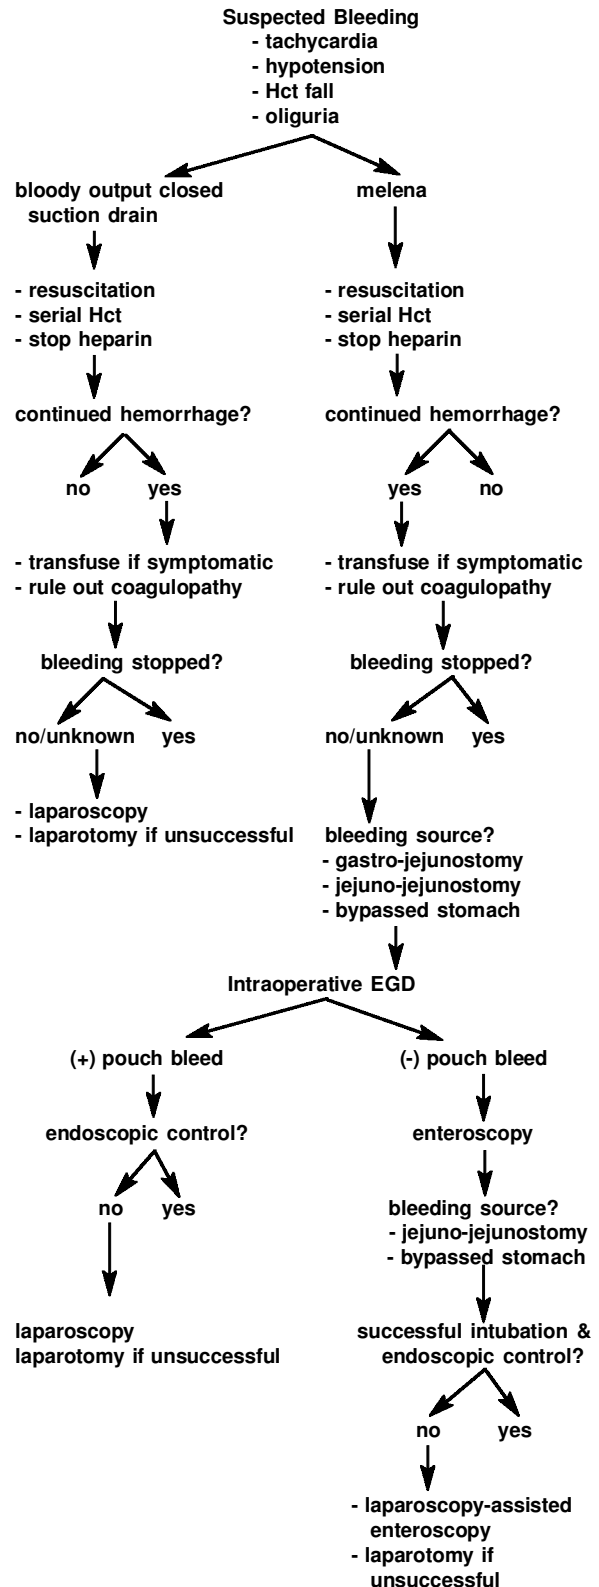 Suspected Bleeding
- tachycardia
- hypotension
- Hct fall
- oliguria
bloody output closed
suction drain
melena
- resuscitation
- serial Hct
- stop heparin
- resuscitation
- serial Hct
- stop heparin
continued hemorrhage?
continued hemorrhage?
no
yes
yes
no
- transfuse if symptomatic
- rule out coagulopathy
- transfuse if symptomatic
- rule out coagulopathy
bleeding stopped?
bleeding stopped?
no/unknown
yes
no/unknown
yes
- laparoscopy
- laparotomy if unsuccessful
bleeding source?
- gastro-jejunostomy
- jejuno-jejunostomy
- bypassed stomach
Intraoperative EGD
(+) pouch bleed
(-) pouch bleed
endoscopic control?
enteroscopy
no
yes
bleeding source?
- jejuno-jejunostomy
- bypassed stomach
laparoscopy
laparotomy if unsuccessful
successful intubation &
endoscopic control?
no
yes
- laparoscopy-assisted
enteroscopy
- laparotomy if
unsuccessful